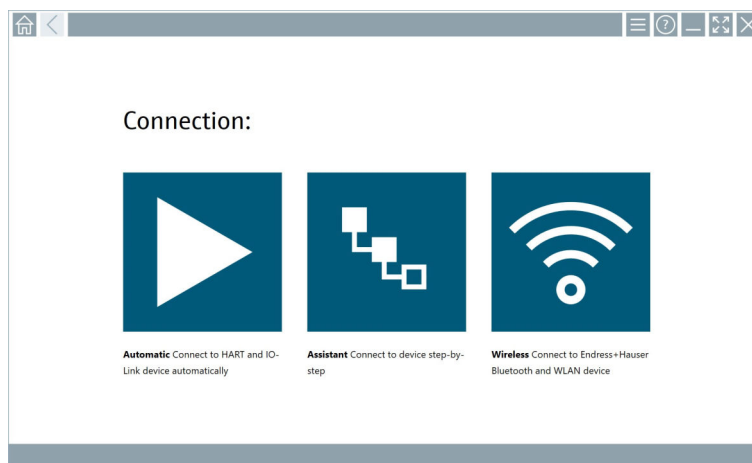 Connection:
Automatic Connect to HART and IO-
Link device automatically
Assistant Connect to device step-by-
step
Wireless Connect to Endress+Hauser
Bluetooth and WLAN device